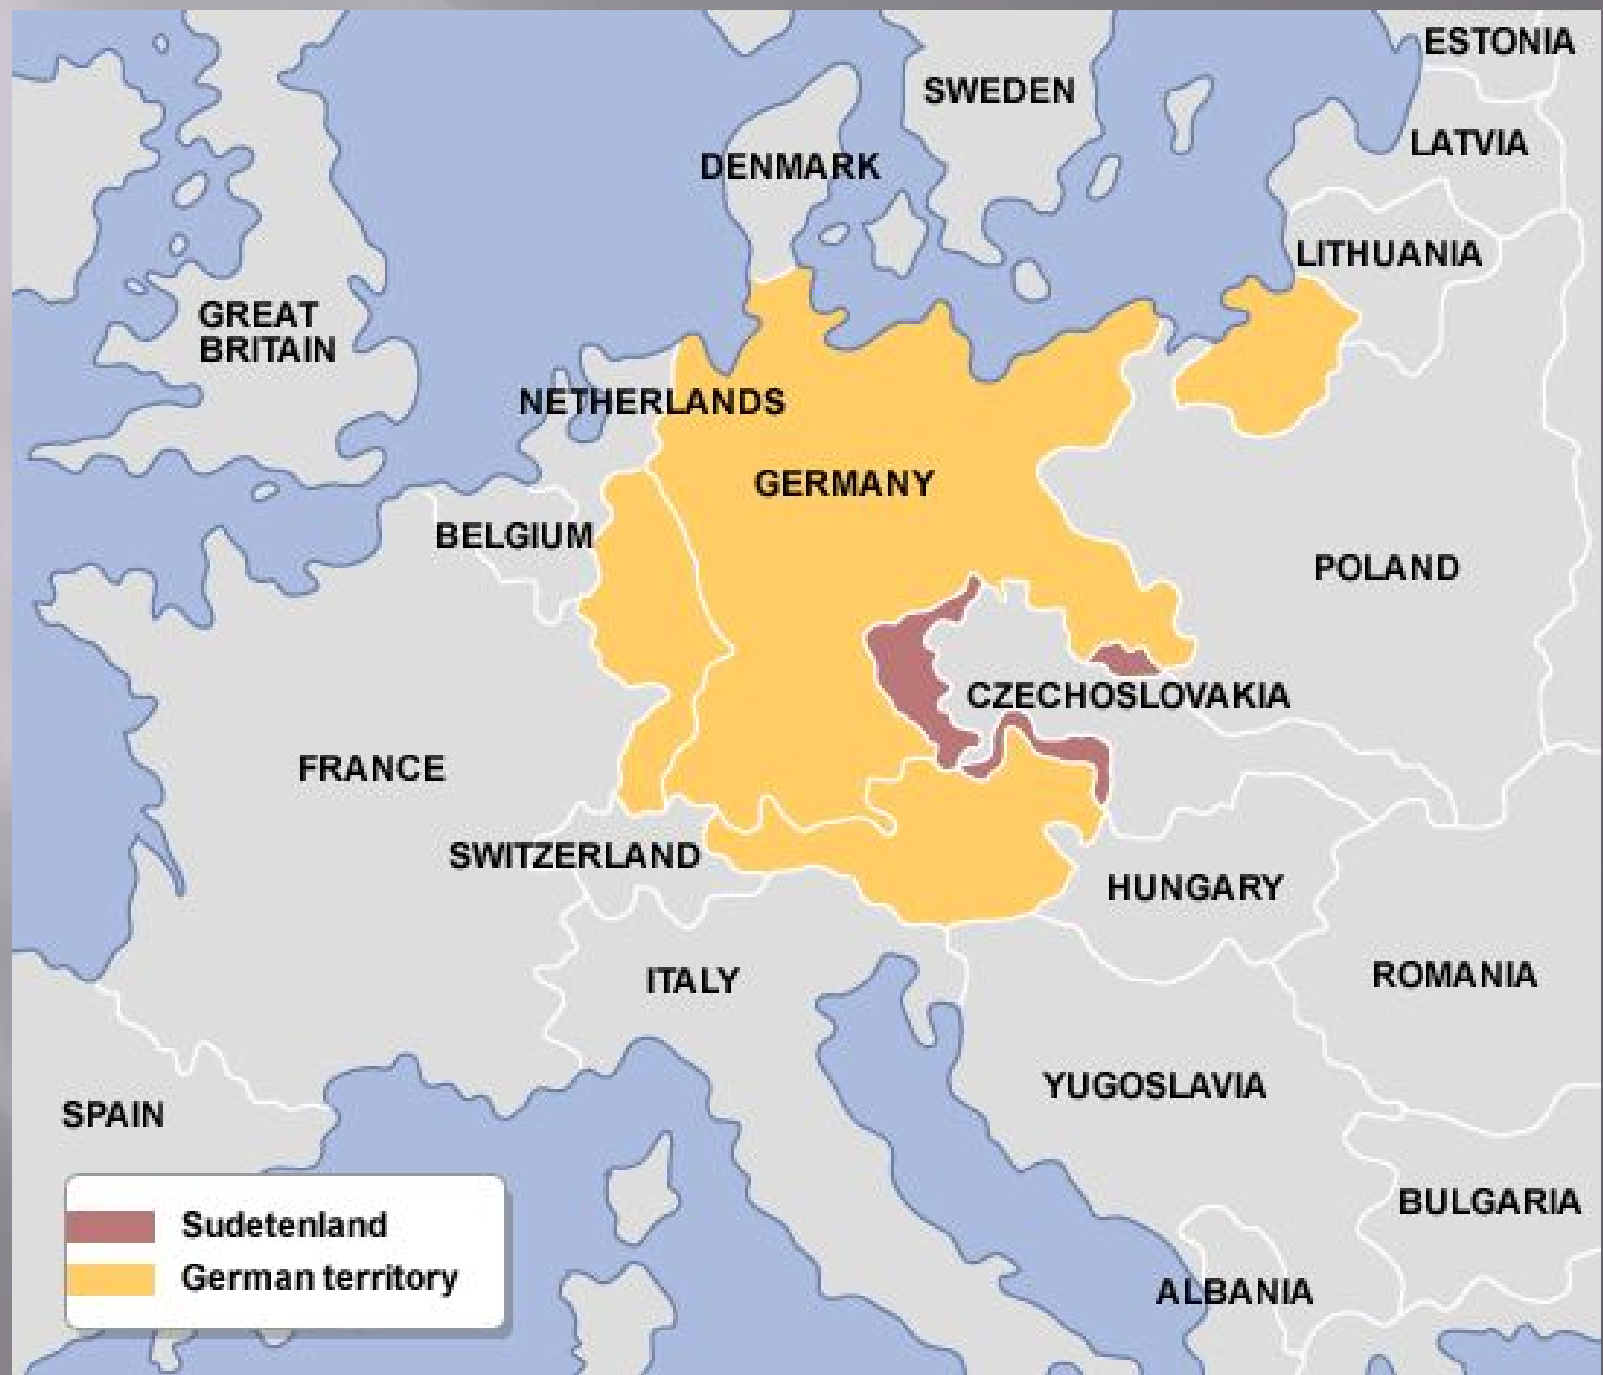 ESTONIA
SWEDEN
LATVIA
DENMARK
LITHUANIA
GREAT
BRITAIN
NETHERLANDS
GERMANY
BELGIUM
POLAND
CZECHOSLOVAKIA
FRANCE
SWITZERLAND
HUNGARY
ITALY
ROMANIA
YUGOSLAVIA
SPAIN
BULGARIA
ALBANIA
Sudetenland
German territory